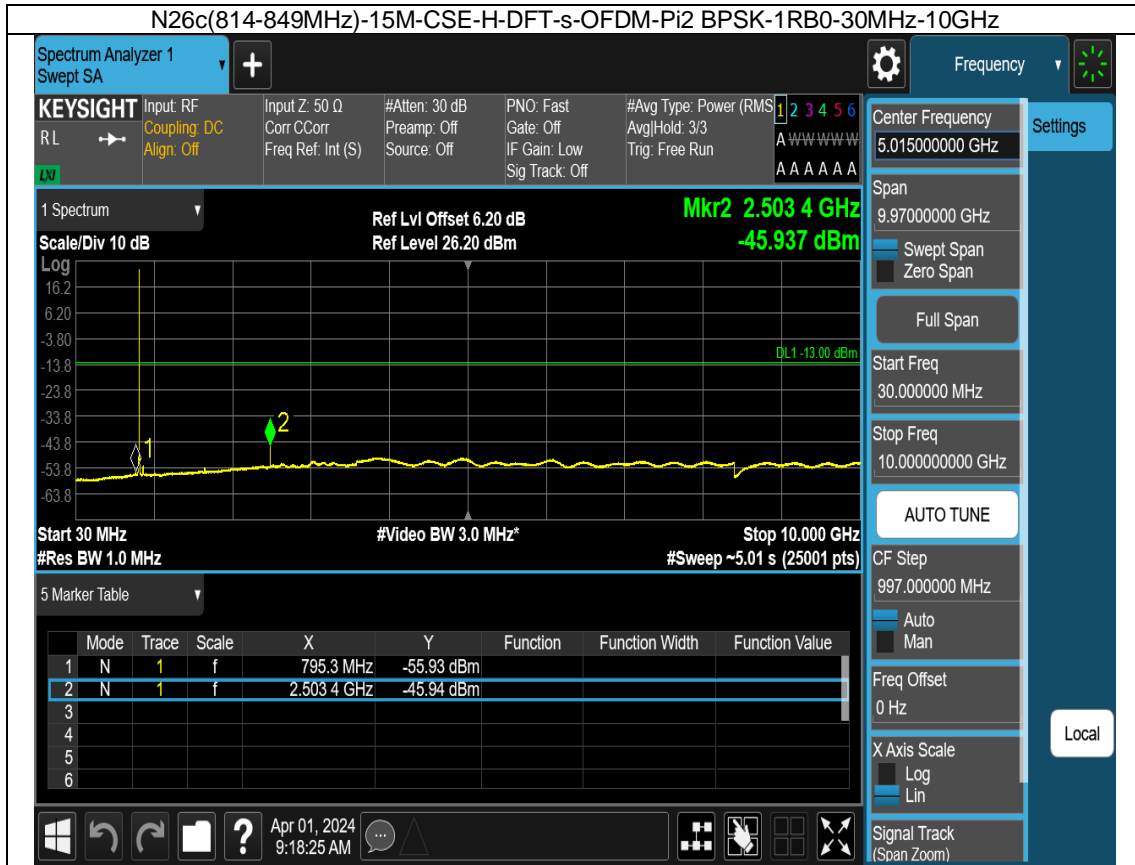 N26c(814-849MHz)-15M-CSE-H-DFT-s-OFDM-Pi2 BPSK-1RB0-30MHz-10GHz
Spectrum Analyzer 1
Swept SA
Frequency
KEYSIGHT
R L
LXI
Input: RF
Coupling: DC
Align: Off
Input Z: 50 Ω
Corr CCorr
Freq Ref: Int (S)
#Atten: 30 dB
Preamp: Off
Source: Off
PNO: Fast
Gate: Off
IF Gain: Low
Sig Track: Off
#Avg Type: Power (RMS
Avg|Hold: 3/3
Trig: Free Run
1 2 3 4 5 6
A W W W W W
A A A A A A
1 Spectrum
Scale/Div 10 dB
Ref Lvl Offset 6.20 dB
Ref Level 26.20 dBm
Mkr2 2.503 4 GHz
-45.937 dBm
Log
16.2
6.20
-3.80
-13.8
-23.8
-33.8
-43.8
-53.8
-63.8
DL1 -13.00 dBm
1
2
Start 30 MHz
#Video BW 3.0 MHz*
Stop 10.000 GHz
#Res BW 1.0 MHz
#Sweep ~5.01 s (25001 pts)
5 Marker Table
Mode Trace Scale X Y Function Function Width Function Value
1 N 1 f 795.3 MHz -55.93 dBm
2 N 1 f 2.503 4 GHz -45.94 dBm
3
4
5
6
Apr 01, 2024
9:18:25 AM
Center Frequency
5.015000000 GHz
Settings
Span
9.97000000 GHz
Swept Span
Zero Span
Full Span
Start Freq
30.000000 MHz
Stop Freq
10.000000000 GHz
AUTO TUNE
CF Step
997.000000 MHz
Auto
Man
Freq Offset
0 Hz
X Axis Scale
Log
Lin
Local
Signal Track
(Span Zoom)